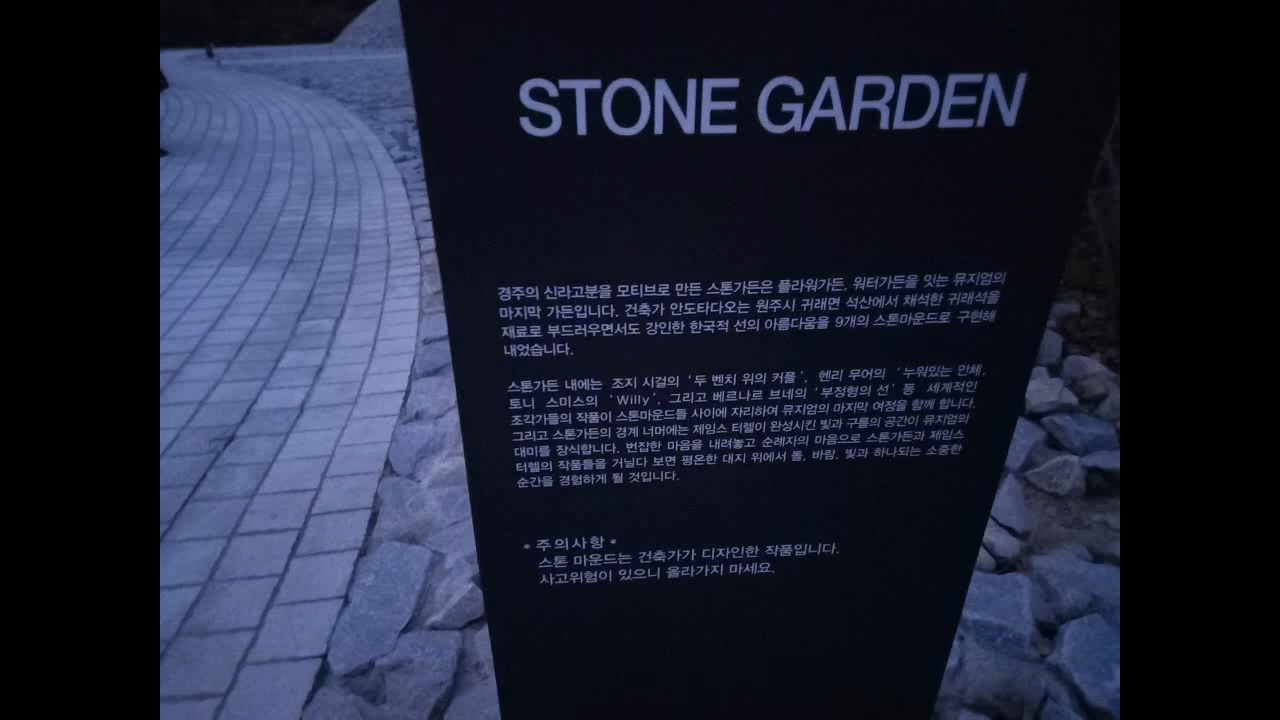 STONE GARDEN
경주의 신라고분을 모티브로 만든 스톤가든은 플라워가든, 워터가든을 잇는 뮤지엄의
마지막 가든입니다. 건축가 안도타다오는 원주시 귀래면 석산에서 채석한 귀래석을
재료로 부드러우면서도 강인한 한국적 선의 아름다움을 9개의 스톤마운드로 구현해
내었습니다.
스톤가든 내에는 조지 시걸의 '두 벤치 위의 커플', 헨리 무어의 '누워있는 인체,
토니 스미스의 'Willy', 그리고 베르나르 브네의 '부정형의 선' 등 세계적인
조각가들의 작품이 스톤마운드들 사이에 자리하여 뮤지엄의 마지막 여정을 함께 합니다.
그리고 스톤가든의 경계 너머에는 제임스 터렐이 완성시킨 빛과 구름의 공간이 뮤지엄의
대미를 장식합니다. 번잡한 마음을 내려놓고 순례자의 마음으로 스톤가든과 제임스
터렐의 작품들을 거닐다 보면 평온한 대지 위에서 돌, 바람, 빛과 하나되는 소중한
순간을 경험하게 될 것입니다.
* 주의사항 *
스톤 마운드는 건축가가 디자인한 작품입니다.
사고위험이 있으니 올라가지 마세요.